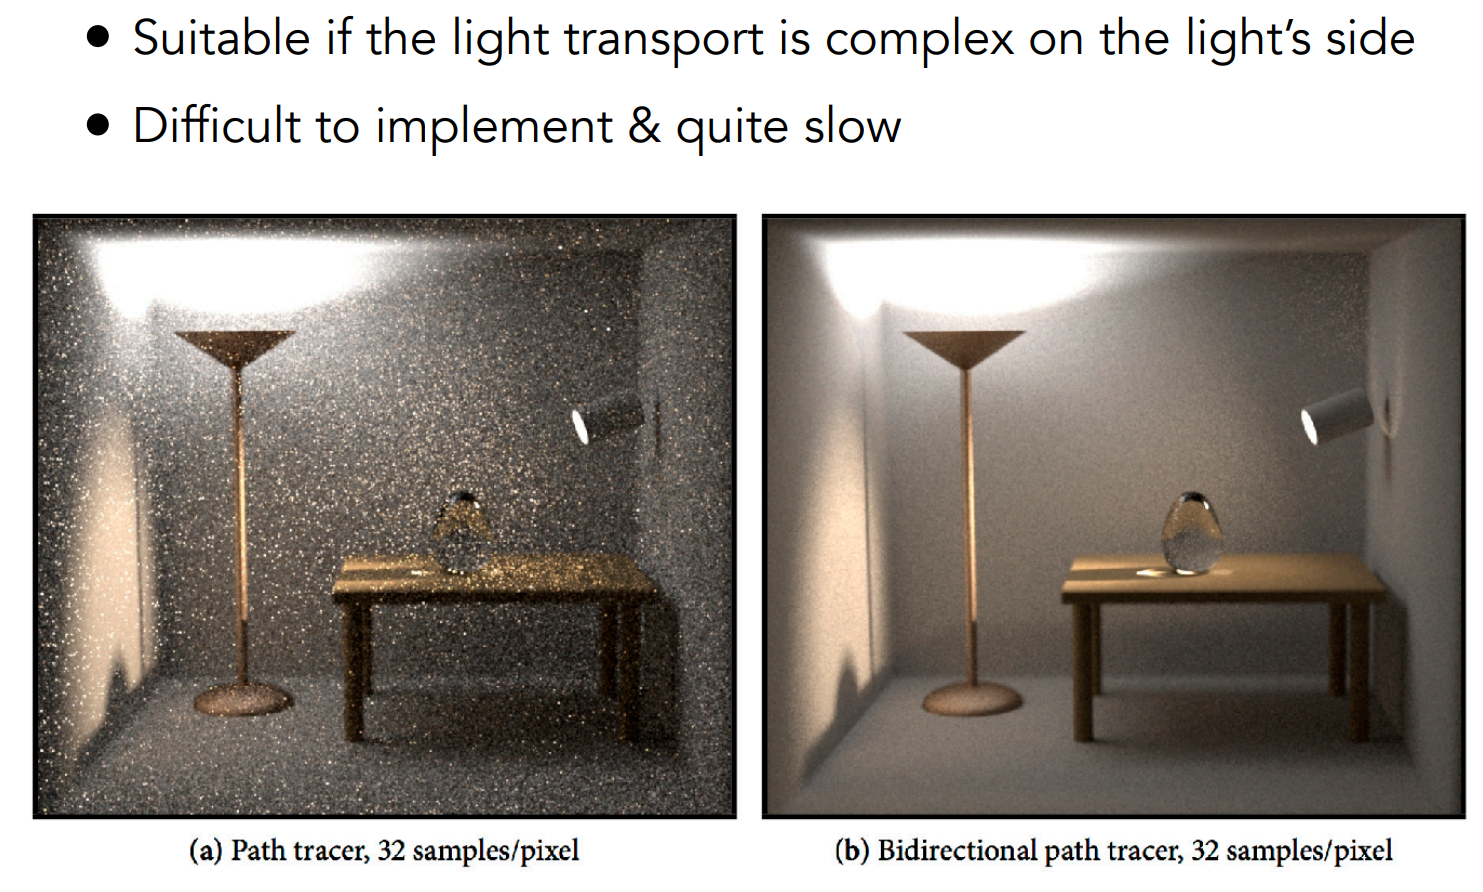 ● Suitable if the light transport is complex on the light’s side
● Difficult to implement & quite slow
(a) Path tracer, 32 samples/pixel
(b) Bidirectional path tracer, 32 samples/pixel